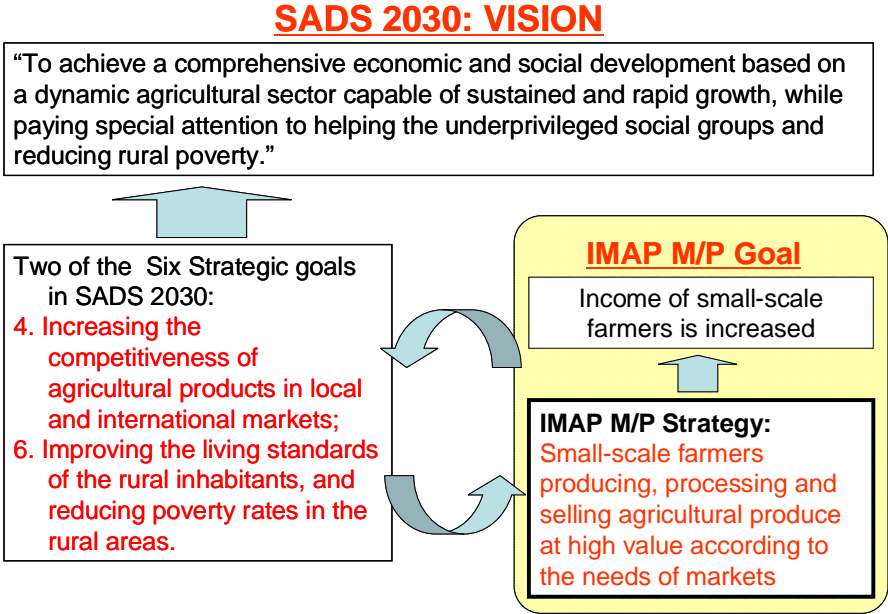 SADS 2030: VISION
“To achieve a comprehensive economic and social development based on
a dynamic agricultural sector capable of sustained and rapid growth, while
paying special attention to helping the underprivileged social groups and
reducing rural poverty.”
Two of the Six Strategic goals
in SADS 2030:
4. Increasing the
competitiveness of
agricultural products in local
and international markets;
6. Improving the living standards
of the rural inhabitants, and
reducing poverty rates in the
rural areas.
IMAP M/P Goal
Income of small-scale
farmers is increased
IMAP M/P Strategy:
Small-scale farmers
producing, processing and
selling agricultural produce
at high value according to
the needs of markets